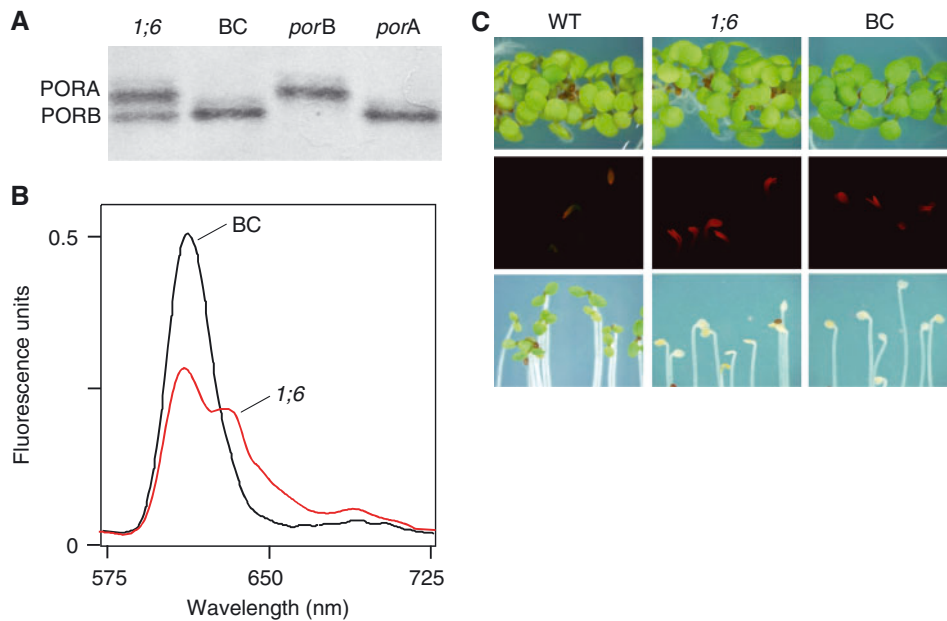 A
1;6 BC porB porA
PORA
PORB
B
0.5
0
Fluorescence units
BC
1;6
575 650 725
Wavelength (nm)
C
WT 1;6 BC